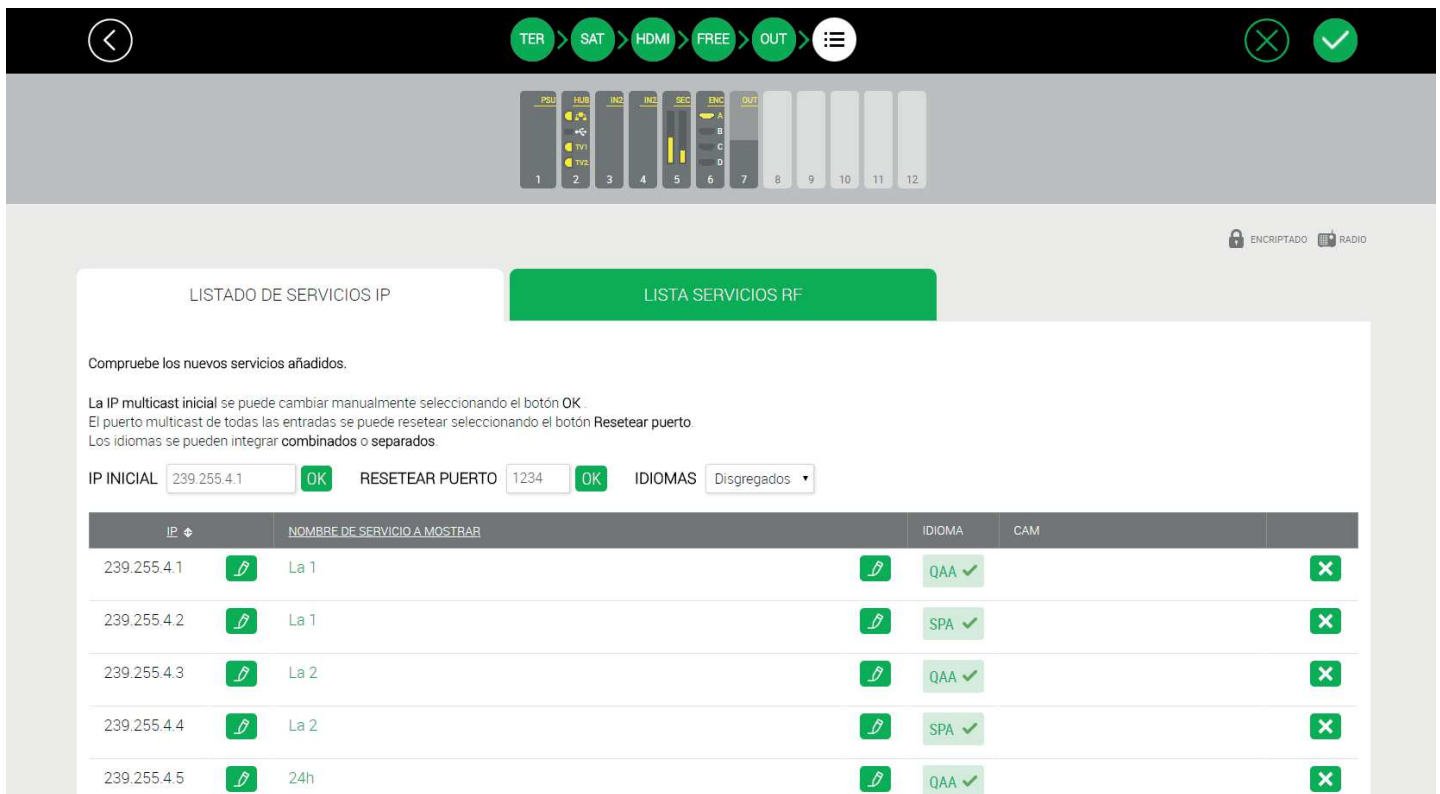 TER > SAT > HDMI > FREE > OUT >
PSU HUB IN2 IN2 SEC ENC OUT
A
B
TV1 C
TV2 D
1 2 3 4 5 6 7 8 9 10 11 12
ENCRIPTADO RADIO
LISTADO DE SERVICIOS IP LISTA SERVICIOS RF
Compruebe los nuevos servicios añadidos.
La IP multicast inicial se puede cambiar manualmente seleccionando el botón OK .
El puerto multicast de todas las entradas se puede resetear seleccionando el botón Resetear puerto.
Los idiomas se pueden integrar combinados o separados.
IP INICIAL 239.255.4.1 OK RESETEAR PUERTO 1234 OK IDIOMAS Disgregados
IP NOMBRE DE SERVICIO A MOSTRAR IDIOMA CAM
239.255.4.1 La 1 QAA
239.255.4.2 La 1 SPA
239.255.4.3 La 2 QAA
239.255.4.4 La 2 SPA
239.255.4.5 24h QAA